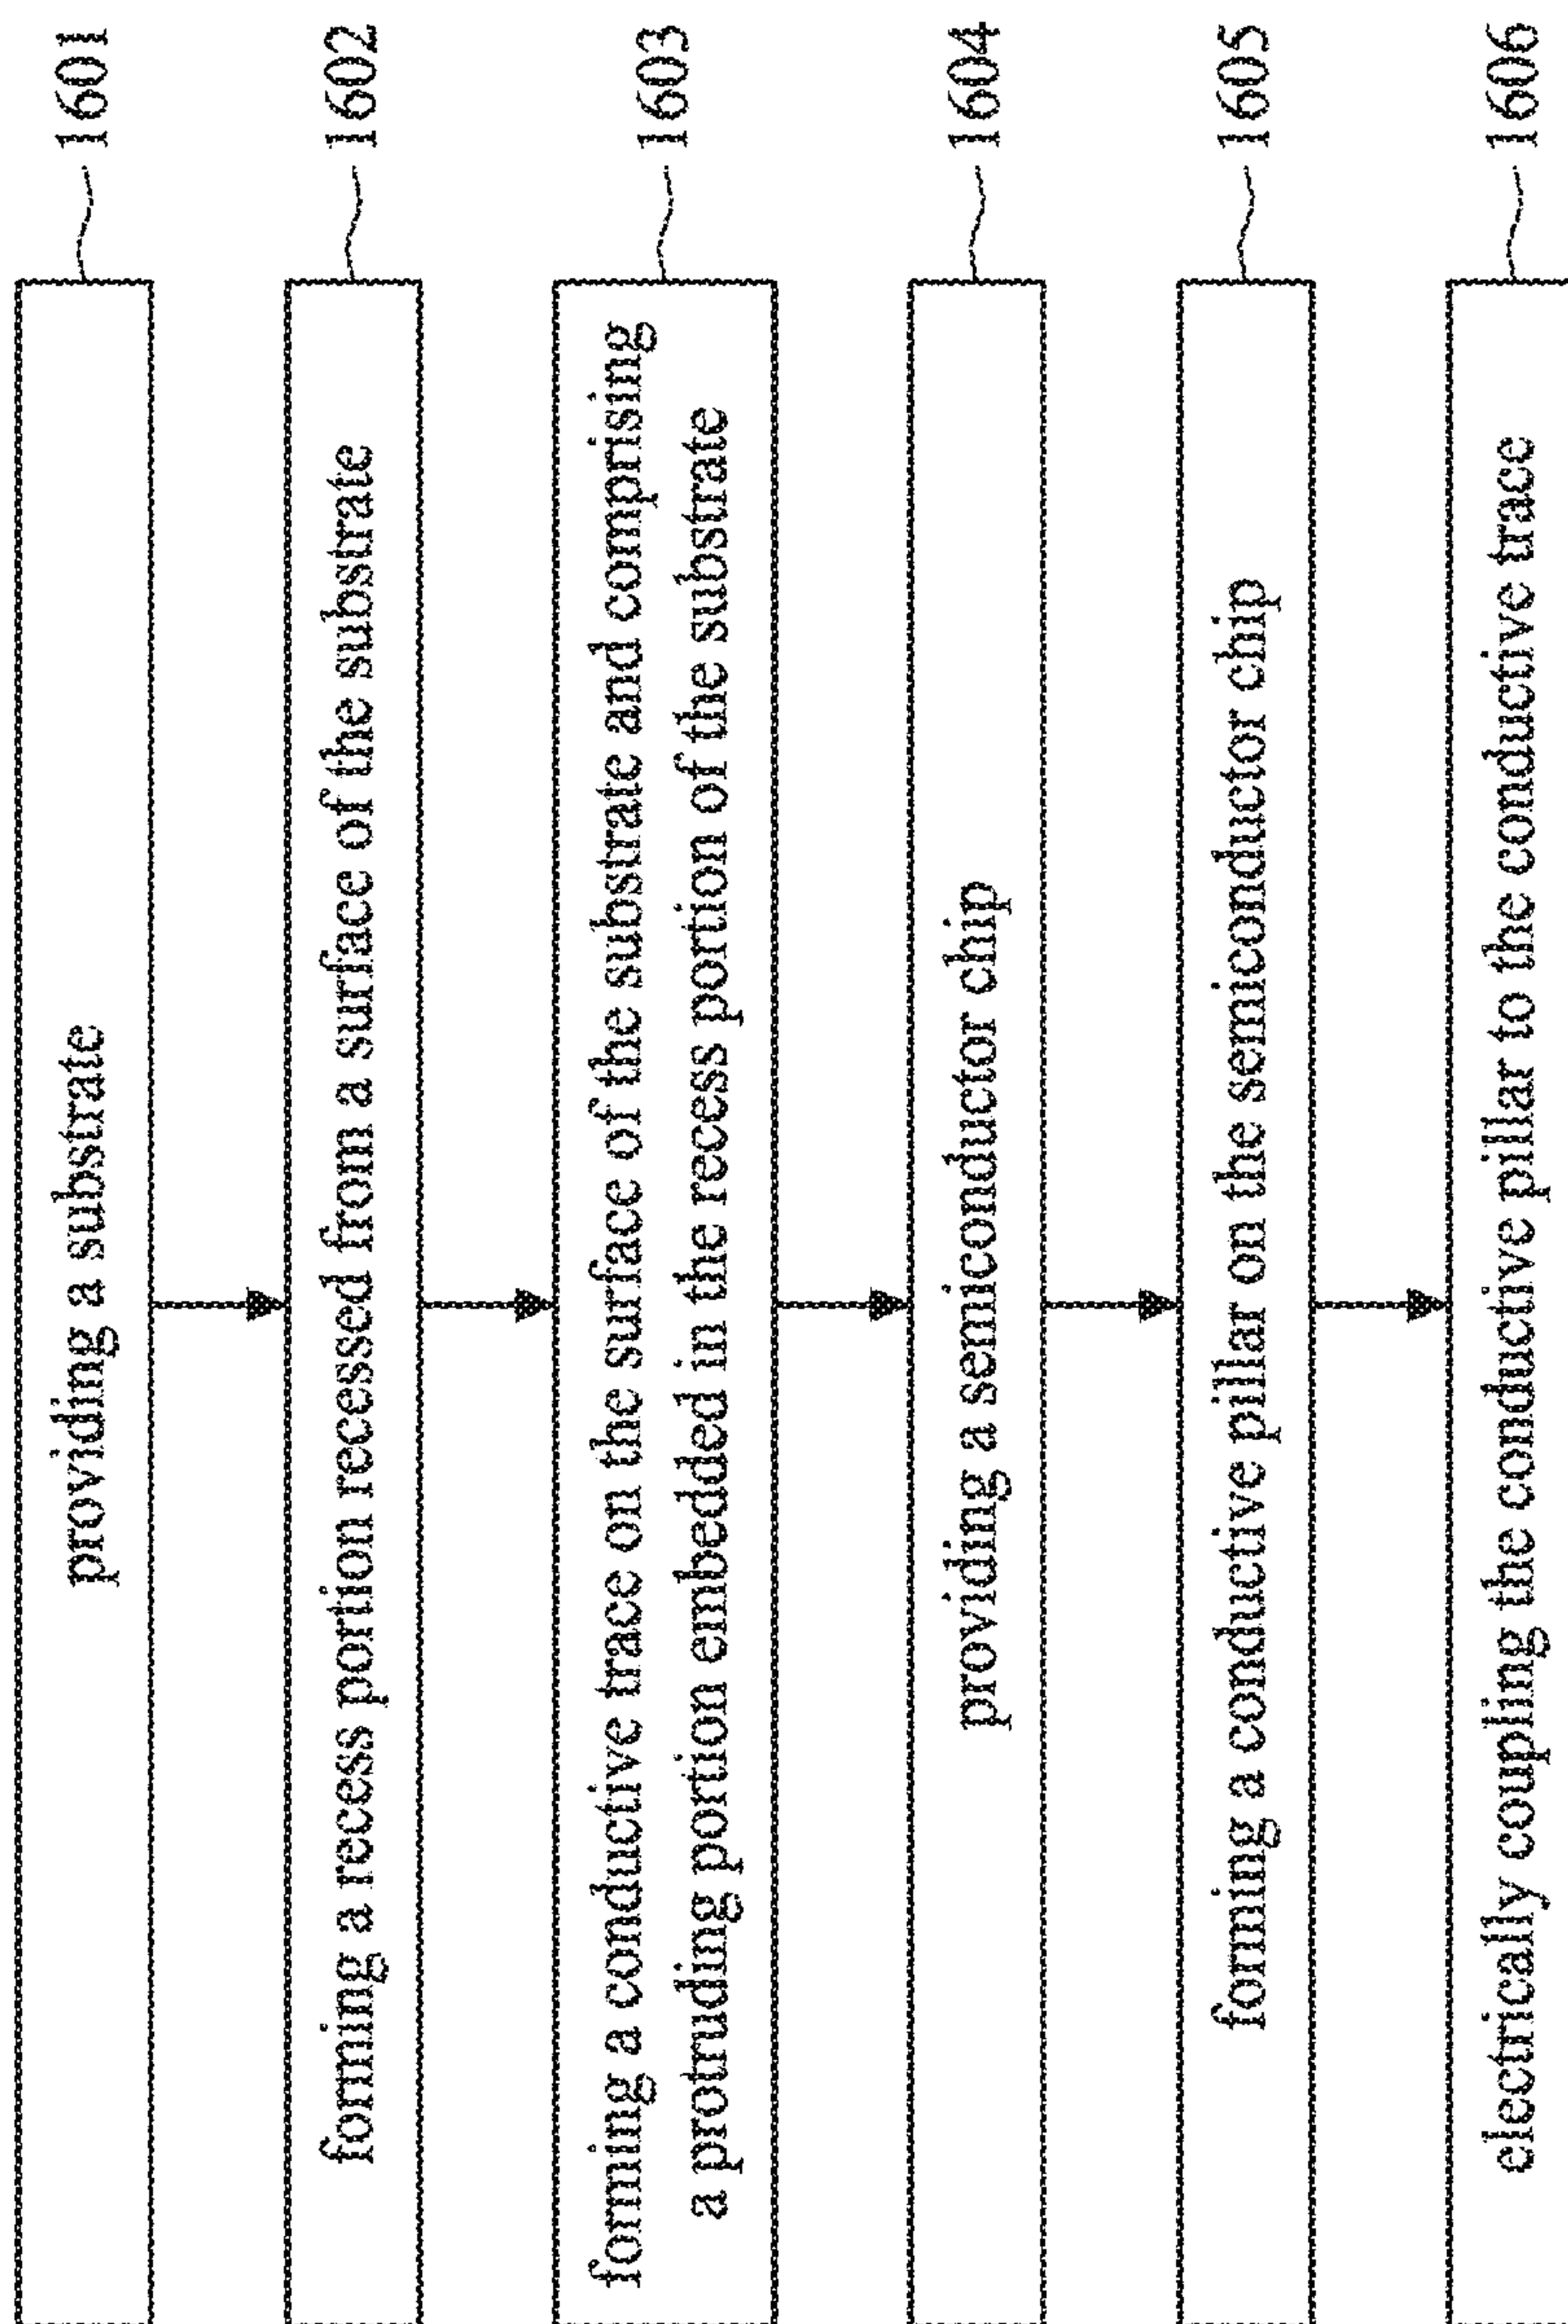 providing a substrate
1601
forming a recess portion recessed from a surface of the substrate
1602
forming a conductive trace on the surface of the substrate and comprising
a protruding portion embedded in the recess portion of the substrate
1603
providing a semiconductor chip
1604
forming a conductive pillar on the semiconductor chip
1605
electrically coupling the conductive pillar to the conductive trace
1606